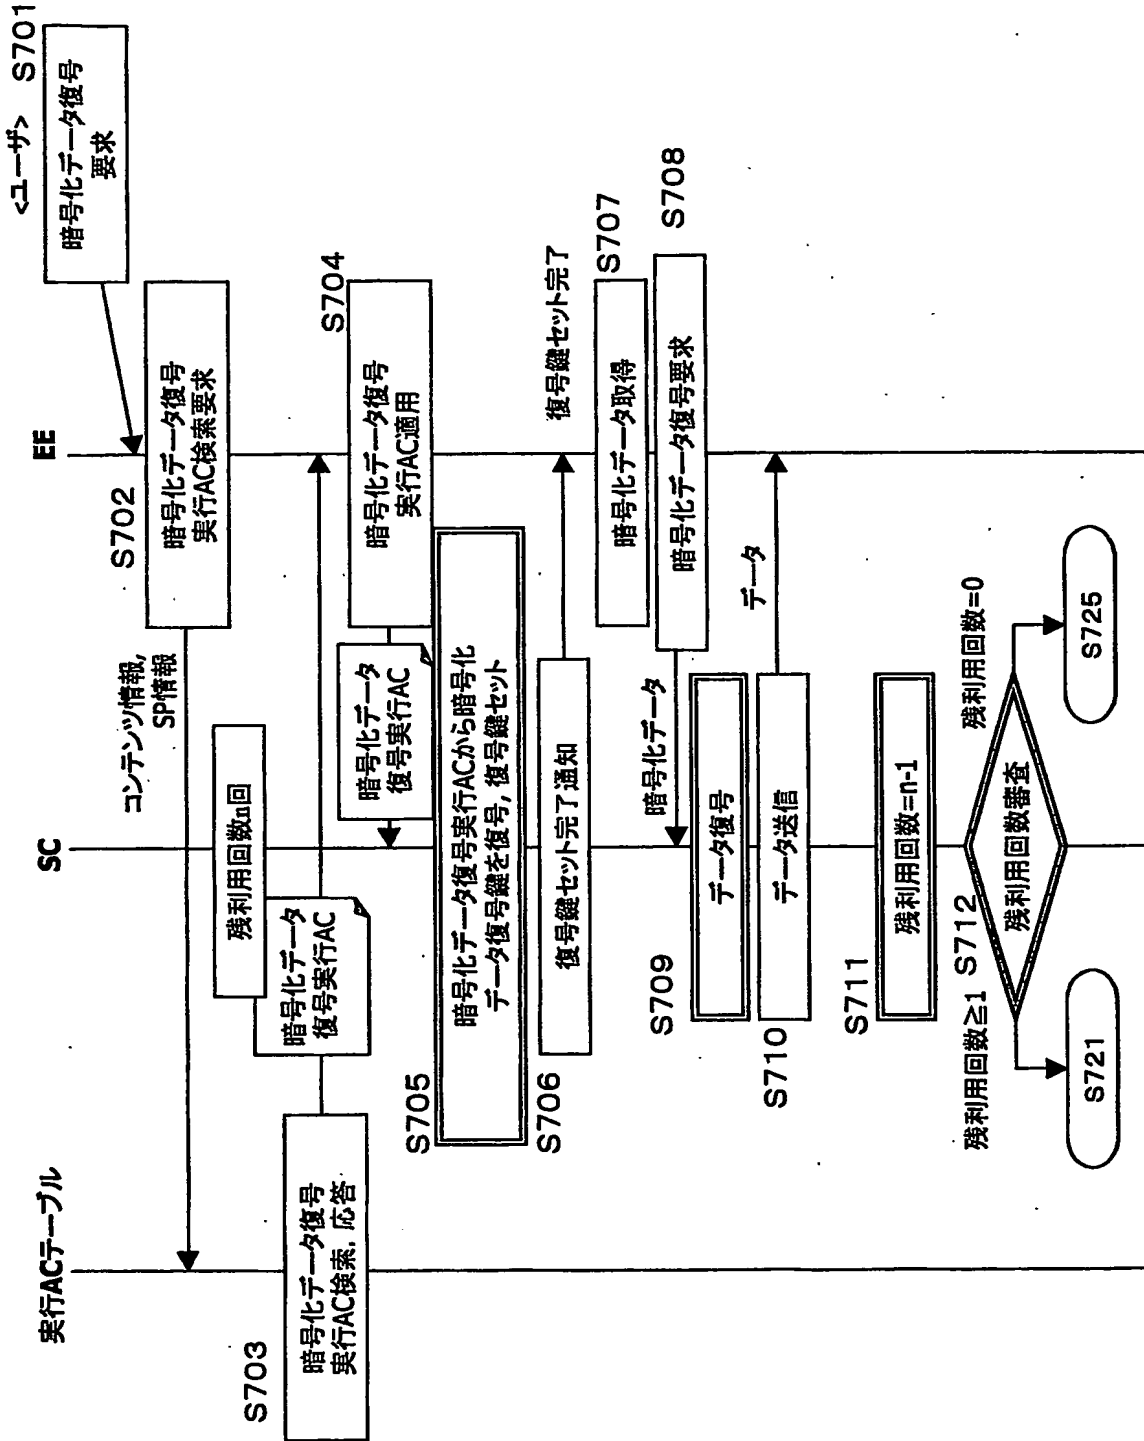 実行ACテーブル
SC
EE
<ユーザ>
S701
暗号化データ復号
要求
S702
暗号化データ復号
実行AC検索要求
コンテンツ情報,
SP情報
S703
暗号化データ復号
実行AC検索, 応答
残利用回数n回
暗号化データ
復号実行AC
S704
暗号化データ復号
実行AC適用
暗号化データ
復号実行AC
S705
暗号化データ復号実行ACから暗号化
データ復号鍵を復号, 復号鍵セット
S706
復号鍵セット完了通知
復号鍵セット完了
S707
暗号化データ取得
S708
暗号化データ復号要求
暗号化データ
S709
データ復号
S710
データ送信
データ
S711
残利用回数=n-1
S712
残利用回数審査
残利用回数≧1
残利用回数=0
S721
S725